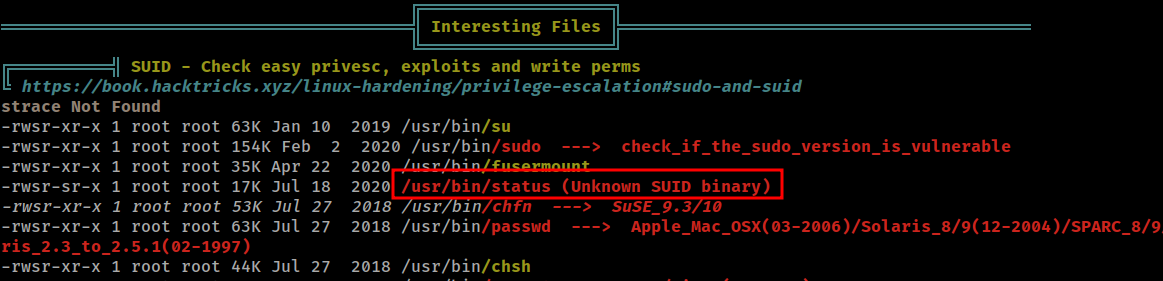 Interesting Files
SUID - Check easy privesc, exploits and write perms
https://book.hacktricks.xyz/linux-hardening/privilege-escalation#sudo-and-suid
strace Not Found
-rwsr-xr-x 1 root root 63K Jan 10  2019 /usr/bin/su
-rwsr-xr-x 1 root root 154K Feb  2  2020 /usr/bin/sudo  --->  check_if_the_sudo_version_is_vulnerable
-rwsr-xr-x 1 root root 35K Apr 22  2020 /usr/bin/fusermount
-rwsr-sr-x 1 root root 17K Jul 18  2020 /usr/bin/status (Unknown SUID binary)
-rwsr-xr-x 1 root root 53K Jul 27  2018 /usr/bin/chfn  --->  SuSE_9.3/10
-rwsr-xr-x 1 root root 63K Jul 27  2018 /usr/bin/passwd  --->  Apple_Mac_OSX(03-2006)/Solaris_8/9(12-2004)/SPARC_8/9/
ris_2.3_to_2.5.1(02-1997)
-rwsr-xr-x 1 root root 44K Jul 27  2018 /usr/bin/chsh